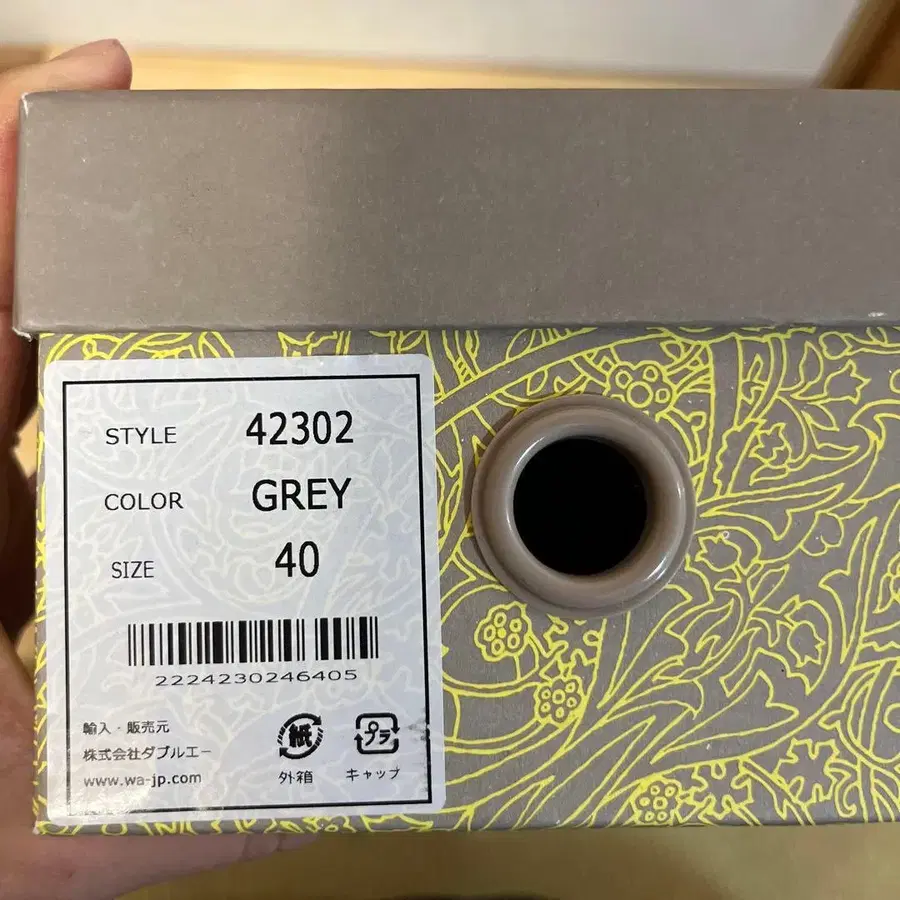 STYLE 42302
COLOR GREY
SIZE 40
2224230246405
輸入・販売元
株式会社ダブルエー
www.wa-jp.com
紙 プラ
外箱 キャップ